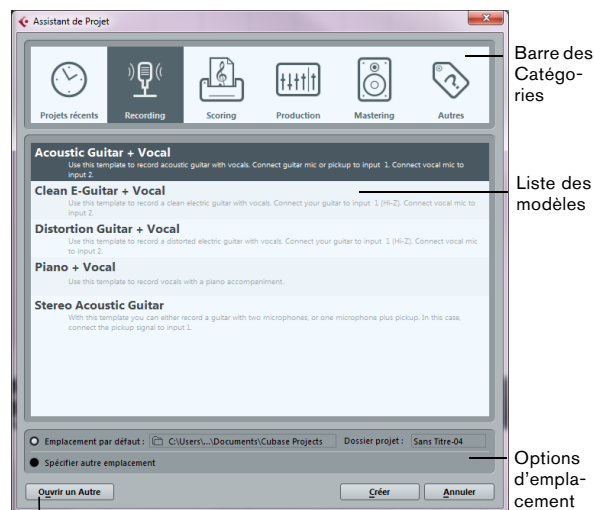 Assistant de Projet
Projets récents
Recording
Scoring
Production
Mastering
Autres
Barre des
Catégo-
ries
Acoustic Guitar + Vocal
Use this template to record acoustic guitar with vocals. Connect guitar mic or pickup to input 1. Connect vocal mic to
input 2.
Clean E-Guitar + Vocal
Use this template to record a clean electric guitar with vocals. Connect your guitar to input 1 (Hi-Z). Connect vocal mic to
input 2.
Distortion Guitar + Vocal
Use this template to record a distorted electric guitar with vocals. Connect your guitar to input 1 (Hi-Z). Connect vocal mic
to input 2.
Piano + Vocal
Use this template to record vocals with a piano accompaniment.
Stereo Acoustic Guitar
With this template you can either record a guitar with two microphones, or one microphone plus pickup. In this case,
connect the pickup signal to input 1.
Liste des
modèles
Emplacement par défaut : C:\Users\...\Documents\Cubase Projects Dossier projet : Sans Titre-04
Spécifier autre emplacement
Ouvrir un Autre
Créer
Annuler
Options
d'empla-
cement